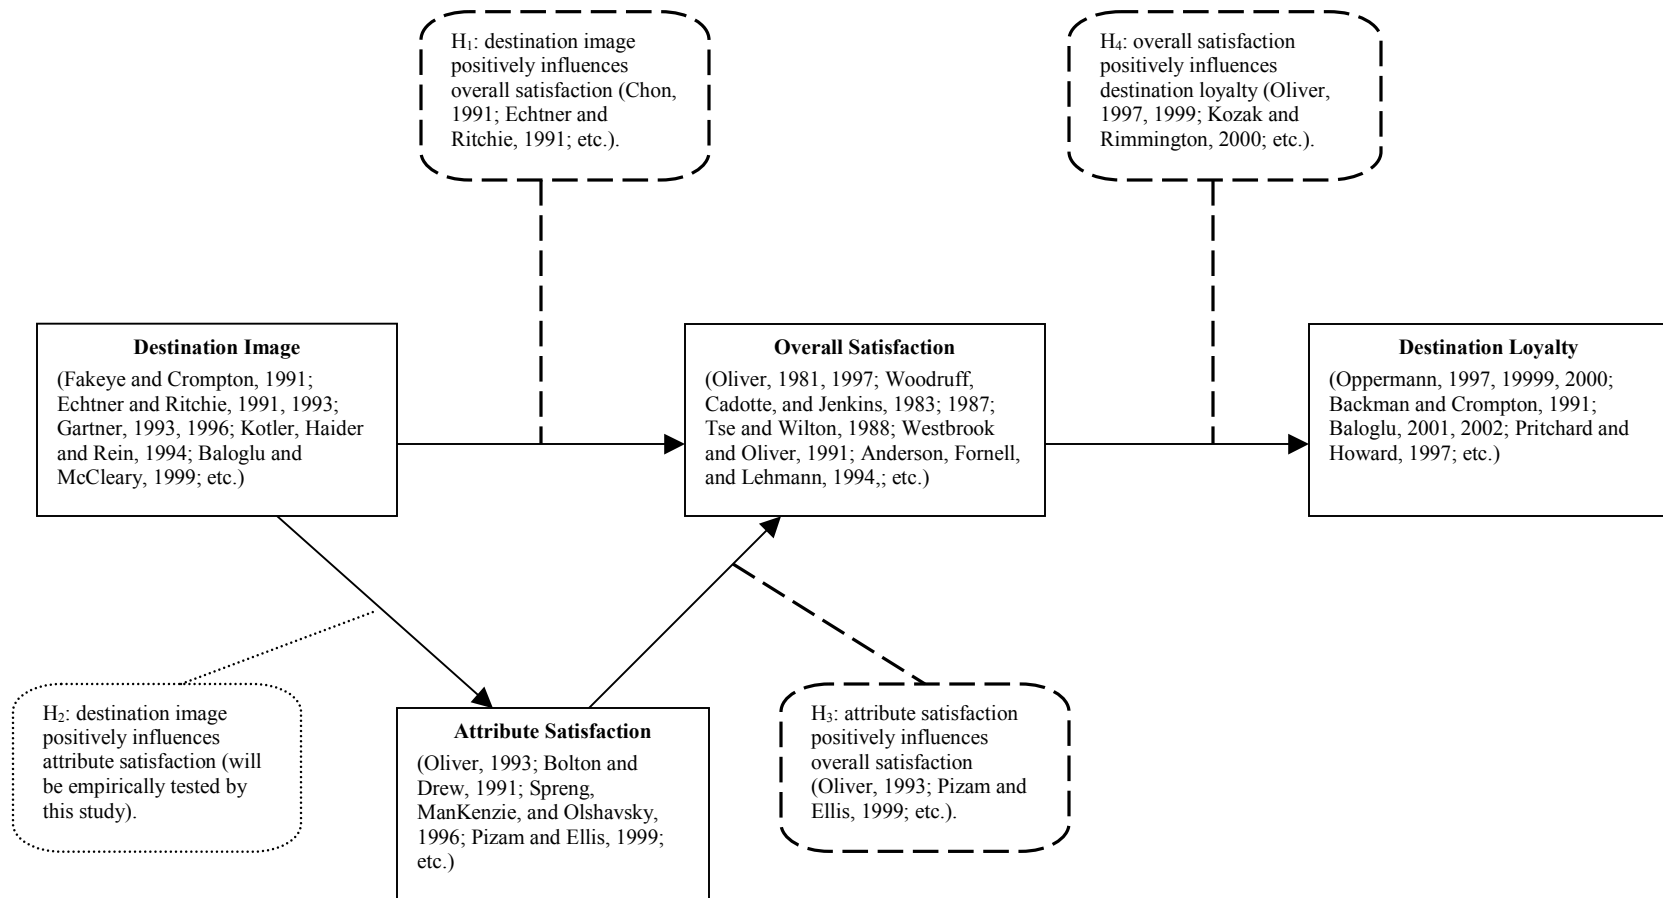 H₁: destination image
positively influences
overall satisfaction (Chon,
1991; Echtner and
Ritchie, 1991; etc.).
H₄: overall satisfaction
positively influences
destination loyalty (Oliver,
1997, 1999; Kozak and
Rimmington, 2000; etc.).
Destination Image
(Fakeye and Crompton, 1991;
Echtner and Ritchie, 1991, 1993;
Gartner, 1993, 1996; Kotler, Haider
and Rein, 1994; Baloglu and
McCleary, 1999; etc.)
Overall Satisfaction
(Oliver, 1981, 1997; Woodruff,
Cadotte, and Jenkins, 1983; 1987;
Tse and Wilton, 1988; Westbrook
and Oliver, 1991; Anderson, Fornell,
and Lehmann, 1994,; etc.)
Destination Loyalty
(Oppermann, 1997, 19999, 2000;
Backman and Crompton, 1991;
Baloglu, 2001, 2002; Pritchard and
Howard, 1997; etc.)
H₂: destination image
positively influences
attribute satisfaction (will
be empirically tested by
this study).
Attribute Satisfaction
(Oliver, 1993; Bolton and
Drew, 1991; Spreng,
ManKenzie, and Olshavsky,
1996; Pizam and Ellis, 1999;
etc.)
H₃: attribute satisfaction
positively influences
overall satisfaction
(Oliver, 1993; Pizam and
Ellis, 1999; etc.).